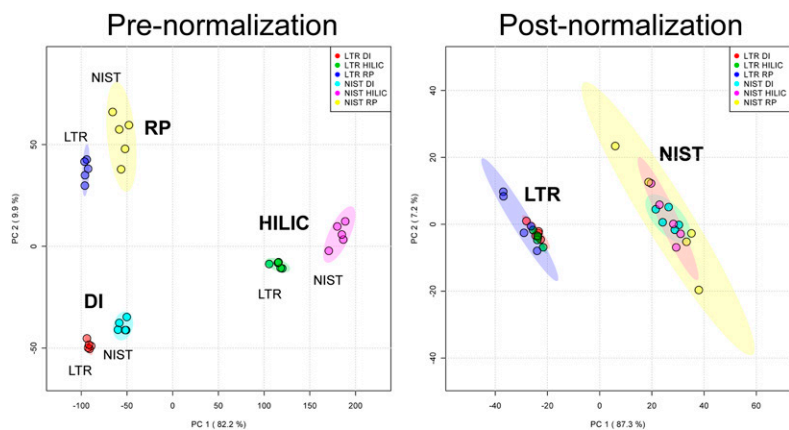 Pre-normalization
LTR DI
LTR HILIC
LTR RP
NIST DI
NIST HILIC
NIST RP
NIST
RP
LTR
HILIC
LTR
NIST
DI
NIST
LTR
50
0
-50
-100
-50
0
50
100
150
200
PC 2 ( 9.9 %)
PC 1 ( 82.2 %)
Post-normalization
LTR DI
LTR HILIC
LTR RP
NIST DI
NIST HILIC
NIST RP
NIST
LTR
40
20
0
-20
-40
-40
-20
0
20
40
60
PC 2 ( 7.2 %)
PC 1 ( 87.3 %)